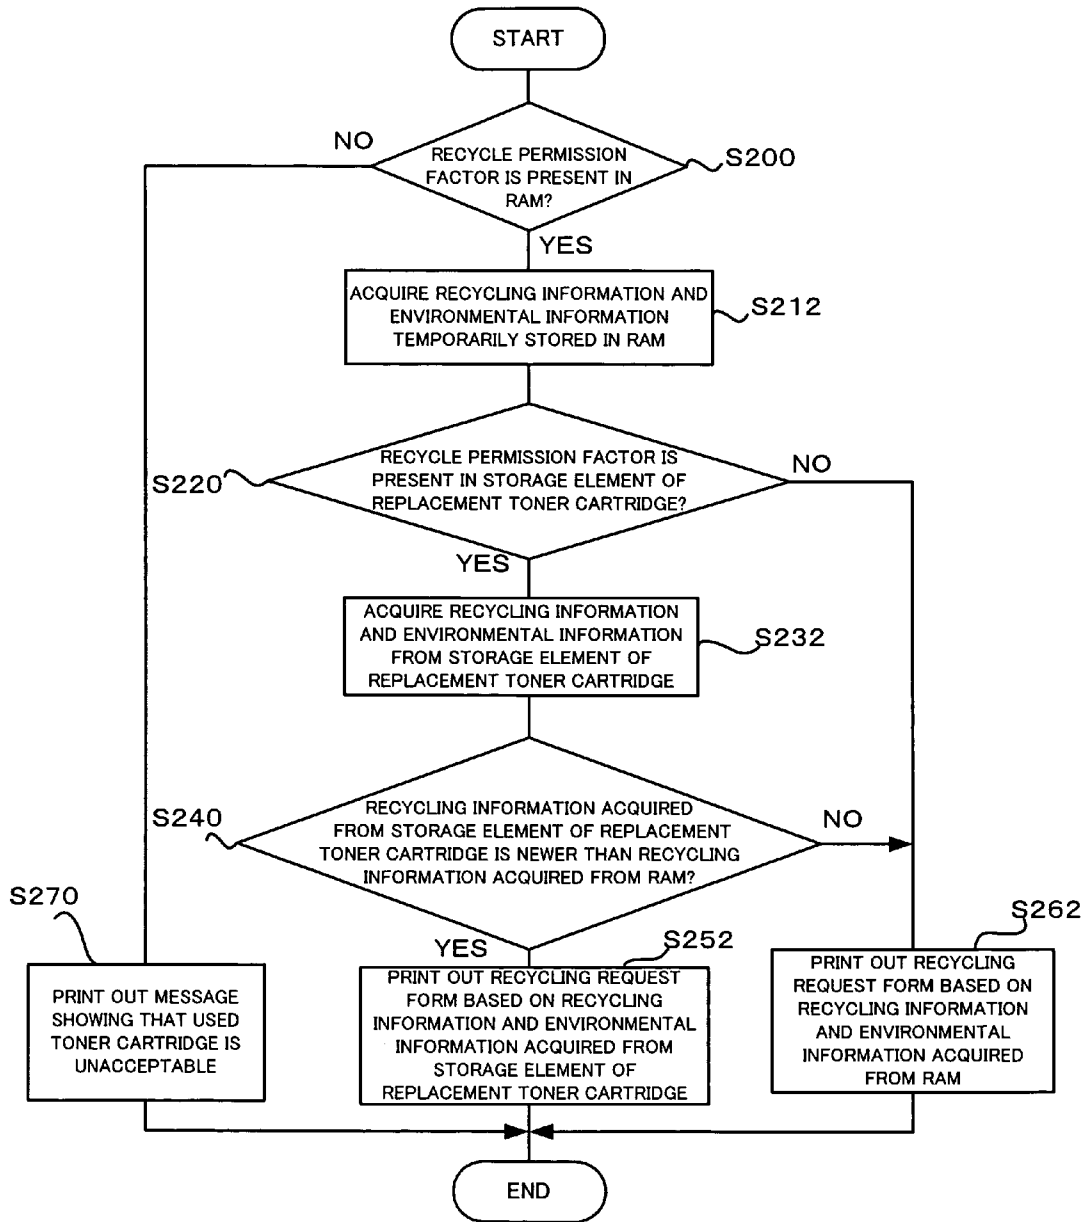 START
NO
RECYCLE PERMISSION
FACTOR IS PRESENT IN
RAM?
S200
YES
ACQUIRE RECYCLING INFORMATION AND
ENVIRONMENTAL INFORMATION
TEMPORARILY STORED IN RAM
S212
S220
RECYCLE PERMISSION FACTOR IS
PRESENT IN STORAGE ELEMENT OF
REPLACEMENT TONER CARTRIDGE?
NO
YES
ACQUIRE RECYCLING INFORMATION
AND ENVIRONMENTAL INFORMATION
FROM STORAGE ELEMENT OF
REPLACEMENT TONER CARTRIDGE
S232
S240
RECYCLING INFORMATION ACQUIRED
FROM STORAGE ELEMENT OF REPLACEMENT
TONER CARTRIDGE IS NEWER THAN RECYCLING
INFORMATION ACQUIRED FROM RAM?
NO
YES
S270
PRINT OUT MESSAGE
SHOWING THAT USED
TONER CARTRIDGE IS
UNACCEPTABLE
S252
PRINT OUT RECYCLING REQUEST
FORM BASED ON RECYCLING
INFORMATION AND ENVIRONMENTAL
INFORMATION ACQUIRED FROM
STORAGE ELEMENT OF
REPLACEMENT TONER CARTRIDGE
S262
PRINT OUT RECYCLING
REQUEST FORM BASED ON
RECYCLING INFORMATION
AND ENVIRONMENTAL
INFORMATION ACQUIRED
FROM RAM
END